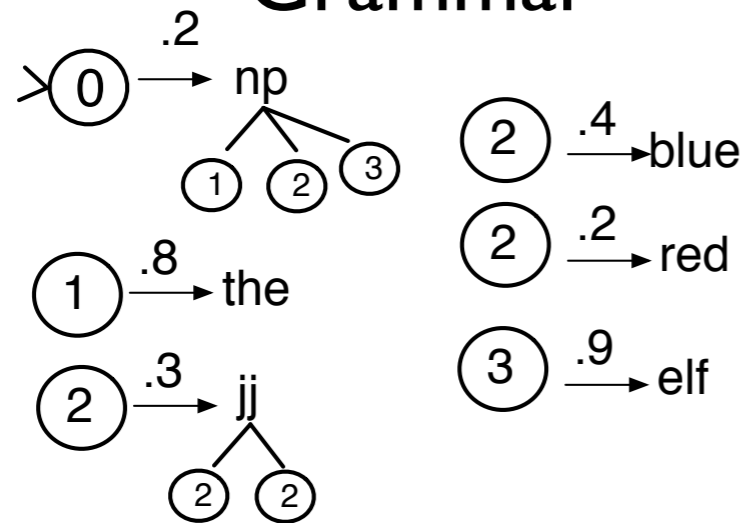 Grammar
0 .2 np
1 2 3
1 .8 the
2 .3 jj
2 2
2 .4 blue
2 .2 red
3 .9 elf